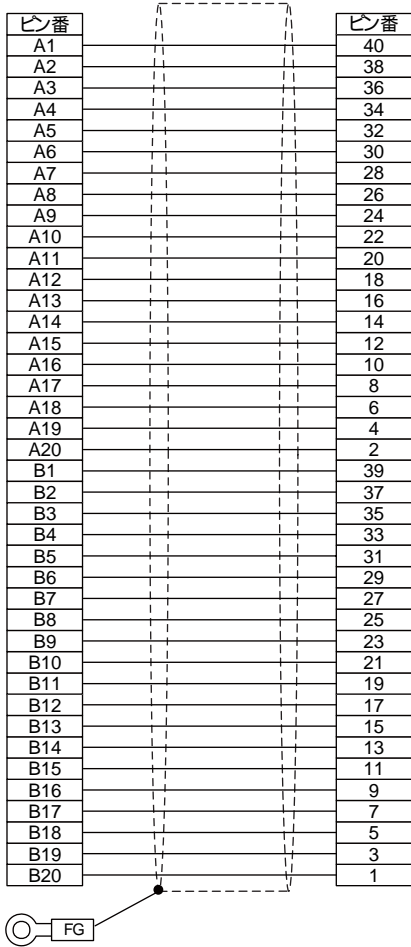 ピン番 ピン番
A1 40
A2 38
A3 36
A4 34
A5 32
A6 30
A7 28
A8 26
A9 24
A10 22
A11 20
A12 18
A13 16
A14 14
A15 12
A16 10
A17 8
A18 6
A19 4
A20 2
B1 39
B2 37
B3 35
B4 33
B5 31
B6 29
B7 27
B8 25
B9 23
B10 21
B11 19
B12 17
B13 15
B14 13
B15 11
B16 9
B17 7
B18 5
B19 3
B20 1
FG